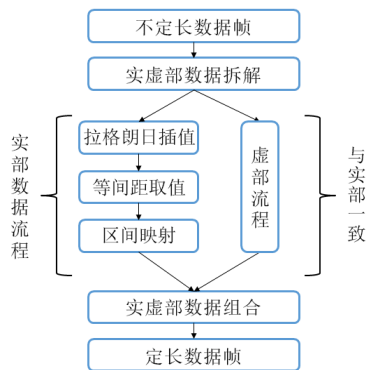 不定长数据帧
实虚部数据拆解
实部数据流程
拉格朗日插值
等间距取值
区间映射
虚部流程
与实部一致
实虚部数据组合
定长数据帧